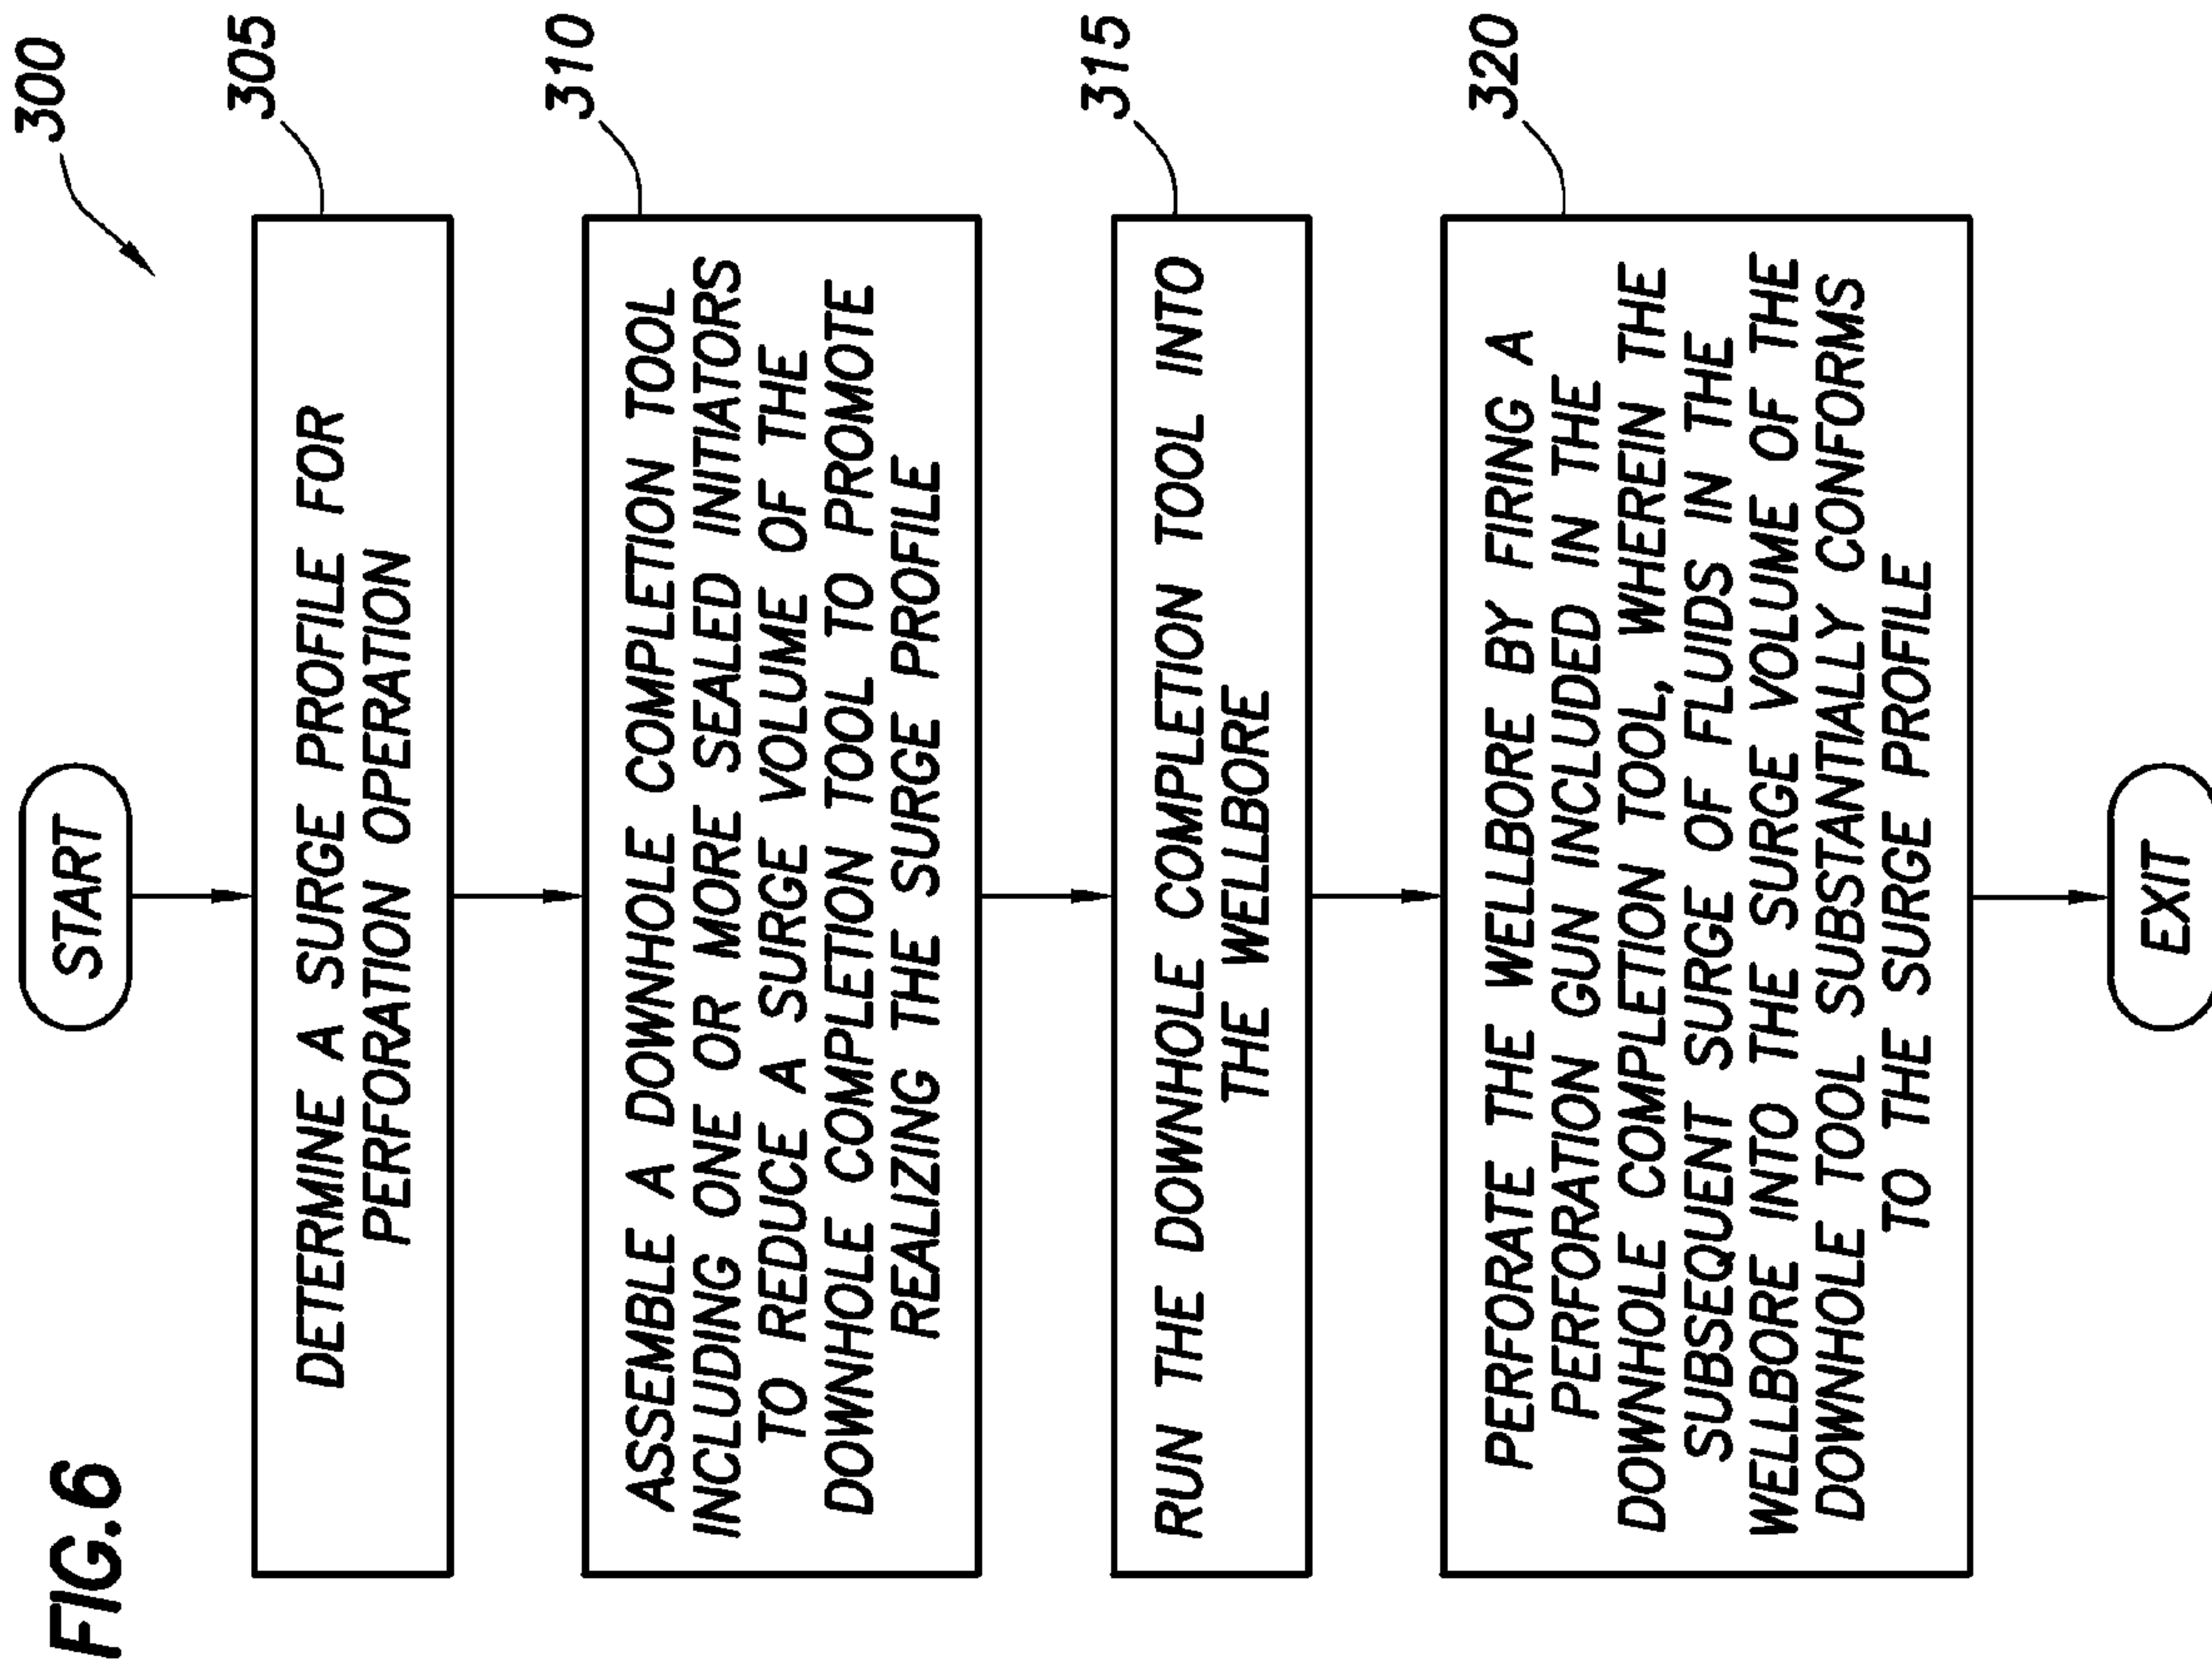 FIG.6
300
START
305
DETERMINE A SURGE PROFILE FOR
PERFORATION OPERATION
310
ASSEMBLE A DOWNHOLE COMPLETION TOOL
INCLUDING ONE OR MORE SEALED INITIATORS
TO REDUCE A SURGE VOLUME OF THE
DOWNHOLE COMPLETION TOOL TO PROMOTE
REALIZING THE SURGE PROFILE
315
RUN THE DOWNHOLE COMPLETION TOOL INTO
THE WELLBORE
320
PERFORATE THE WELLBORE BY FIRING A
PERFORATION GUN INCLUDED IN THE
DOWNHOLE COMPLETION TOOL, WHEREIN THE
SUBSEQUENT SURGE OF FLUIDS IN THE
WELLBORE INTO THE SURGE VOLUME OF THE
DOWNHOLE TOOL SUBSTANTIALLY CONFORMS
TO THE SURGE PROFILE
EXIT